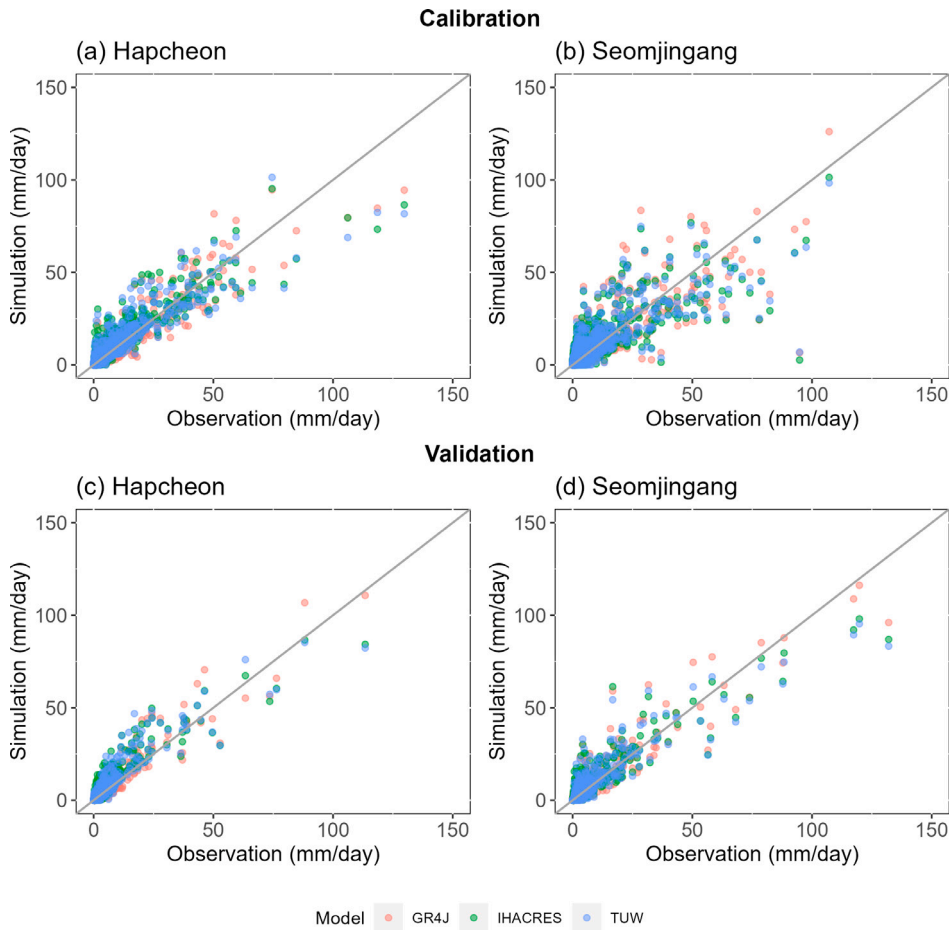 Calibration
(a) Hapcheon
(b) Seomjingang
150
100
50
0
Simulation (mm/day)
0 50 100 150
Observation (mm/day)
150
100
50
0
Simulation (mm/day)
0 50 100 150
Observation (mm/day)
Validation
(c) Hapcheon
(d) Seomjingang
150
100
50
0
Simulation (mm/day)
0 50 100 150
Observation (mm/day)
150
100
50
0
Simulation (mm/day)
0 50 100 150
Observation (mm/day)
Model GR4J IHACRES TUW